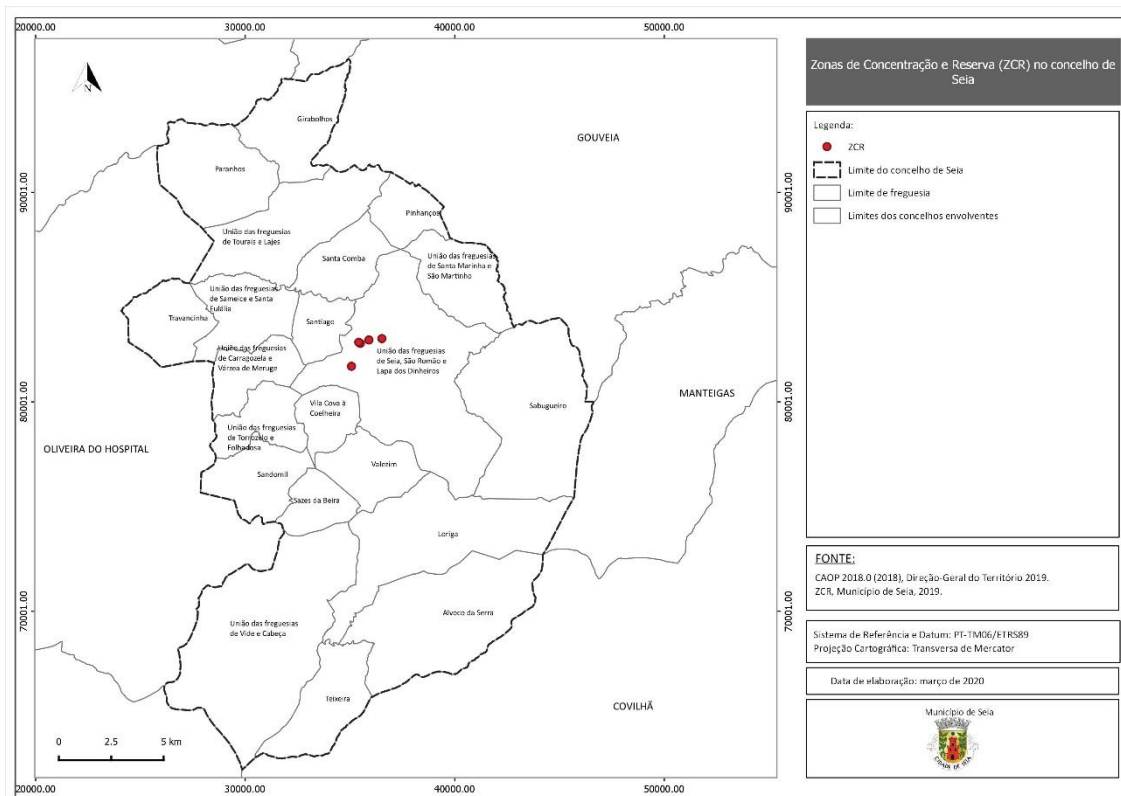 20000.00 30000.00 40000.00 50000.00
N
90001.00
80001.00
70001.00
90001.00
80001.00
70001.00
Girabolhos
GOUVEIA
Paranhos
Pinhanços
União das freguesias
de Tourais e Lajes
Santa Comba
União das freguesias
de Santa Marinha e
São Martinho
União das freguesias
de Sameice e Santa
Eulália
Travancinha
Santiago
União das freguesias
de Carragozela e
Várzea de Meruge
União das freguesias
de Seia, São Romão e
Lapa dos Dinheiros
MANTEIGAS
Sabugueiro
Vila Cova à
Coelheira
OLIVEIRA DO HOSPITAL
União das freguesias
de Torrozelo e
Folhadosa
Valezim
Sandomil
Sazes da Beira
Loriga
Alvoco da Serra
União das freguesias
de Vide e Cabeça
Teixeira
COVILHÃ
0 2.5 5 km
20000.00 30000.00 40000.00 50000.00
Zonas de Concentração e Reserva (ZCR) no concelho de
Seia
Legenda:
ZCR
Limite do concelho de Seia
Limite de freguesia
Limites dos concelhos envolventes
FONTE:
CAOP 2018.0 (2018), Direção-Geral do Território 2019.
ZCR, Município de Seia, 2019.
Sistema de Referência e Datum: PT-TM06/ETRS89
Projeção Cartográfica: Transversa de Mercator
Data de elaboração: março de 2020
Município de Seia
CIDADE DE SEIA